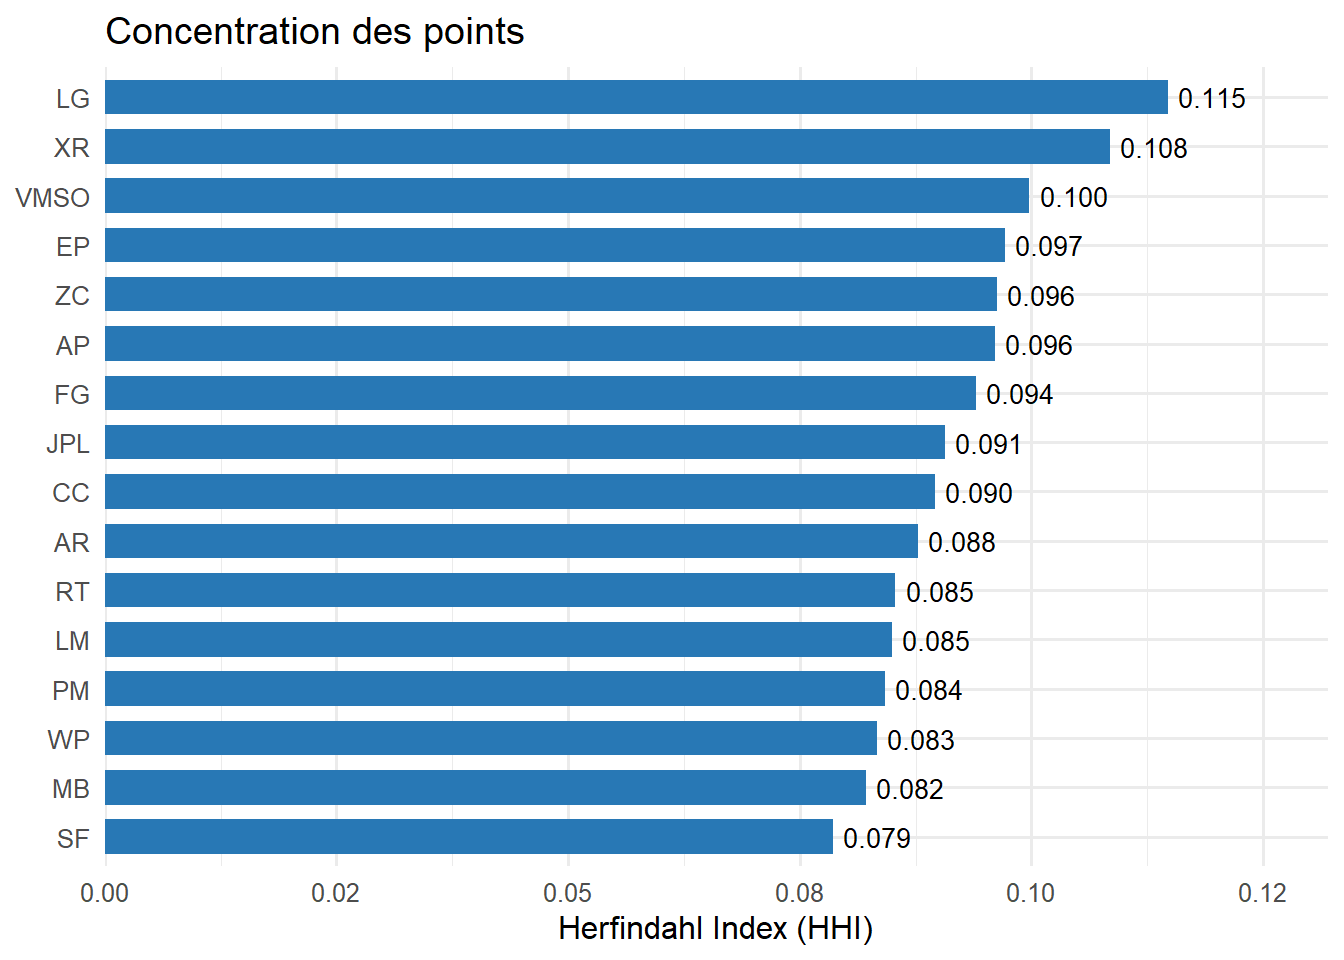 Concentration des points
LG 0.115
XR 0.108
VMSO 0.100
EP 0.097
ZC 0.096
AP 0.096
FG 0.094
JPL 0.091
CC 0.090
AR 0.088
RT 0.085
LM 0.085
PM 0.084
WP 0.083
MB 0.082
SF 0.079
0.00 0.02 0.05 0.08 0.10 0.12
Herfindahl Index (HHI)